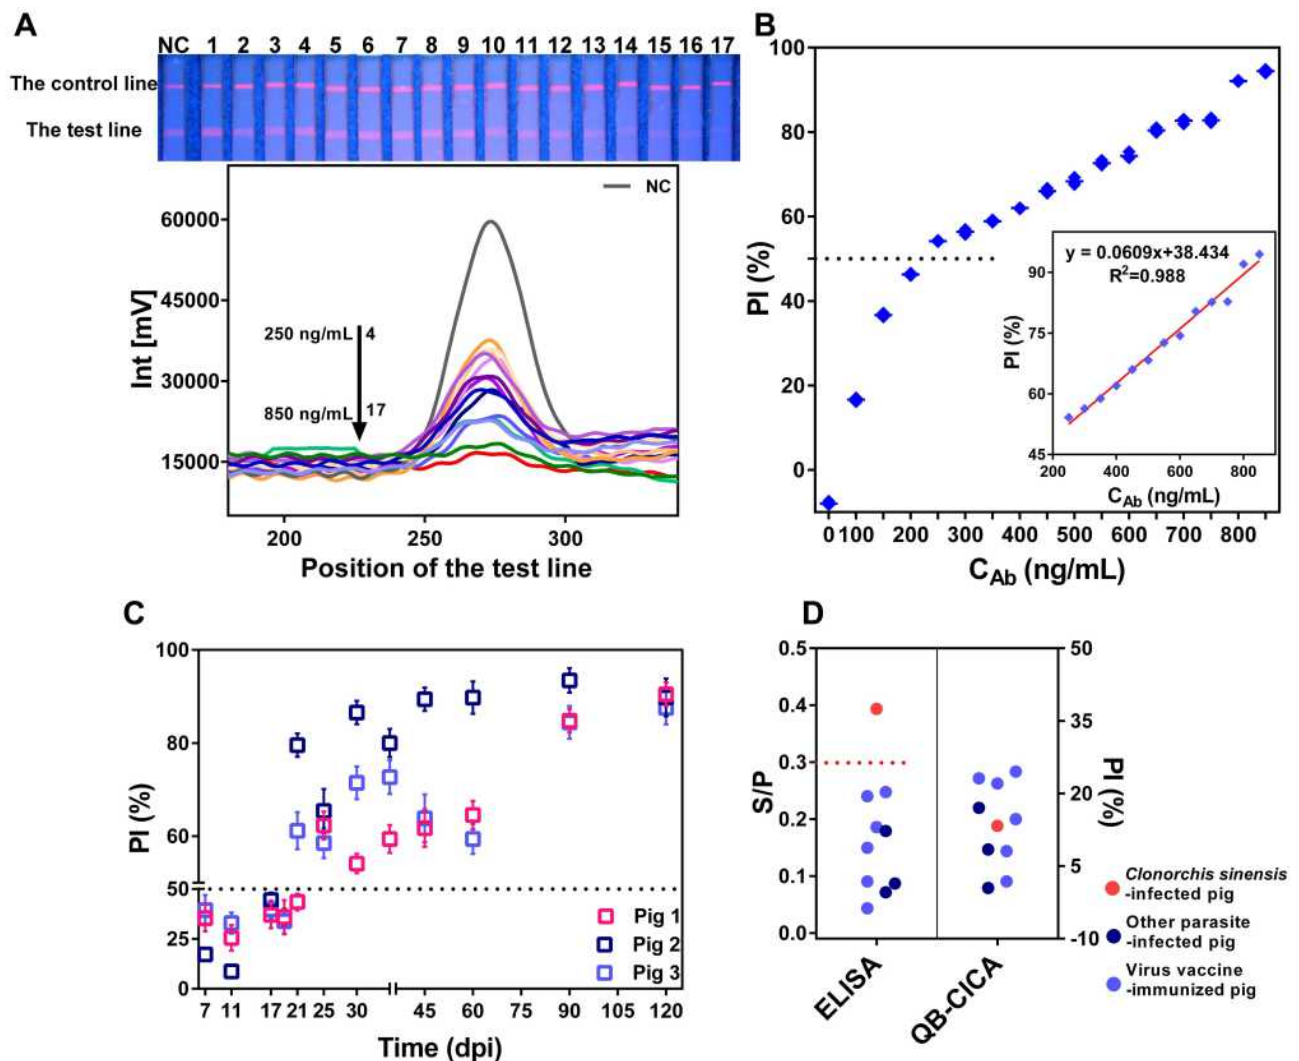 A
NC 1 2 3 4 5 6 7 8 9 10 11 12 13 14 15 16 17
The control line
The test line
NC
60000
45000
30000
15000
Int [mV]
250 ng/mL 4
850 ng/mL 17
200 250 300
Position of the test line
B
100
80
60
40
20
0
PI (%)
0 100 200 300 400 500 600 700 800
C_Ab (ng/mL)
y = 0.0609x+38.434
R²=0.988
90
75
60
45
PI (%)
200 400 600 800
C_Ab (ng/mL)
C
100
80
60
50
25
0
PI (%)
Pig 1
Pig 2
Pig 3
7 11 17 21 25 30 45 60 75 90 105 120
Time (dpi)
D
0.5
0.4
0.3
0.2
0.1
0.0
S/P
50
35
20
5
-10
PI (%)
ELISA
QB-CICA
Clonorchis sinensis
-infected pig
Other parasite
-infected pig
Virus vaccine
-immunized pig